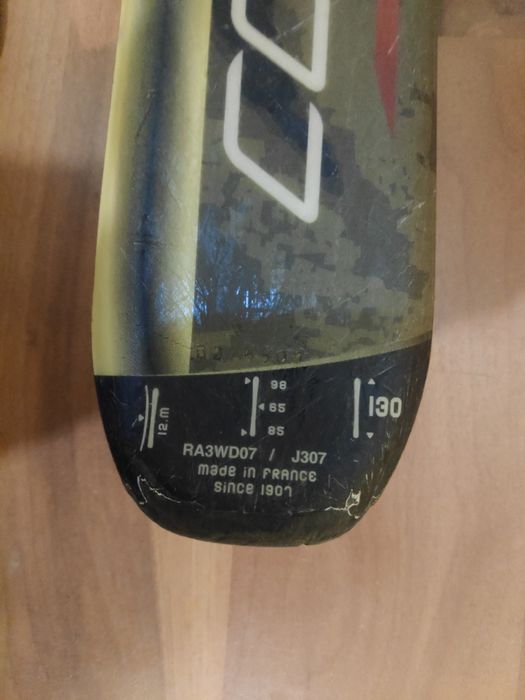 98
65
85
12.m
130
RA3WD07 / J307
made in FRANCE
since 1907